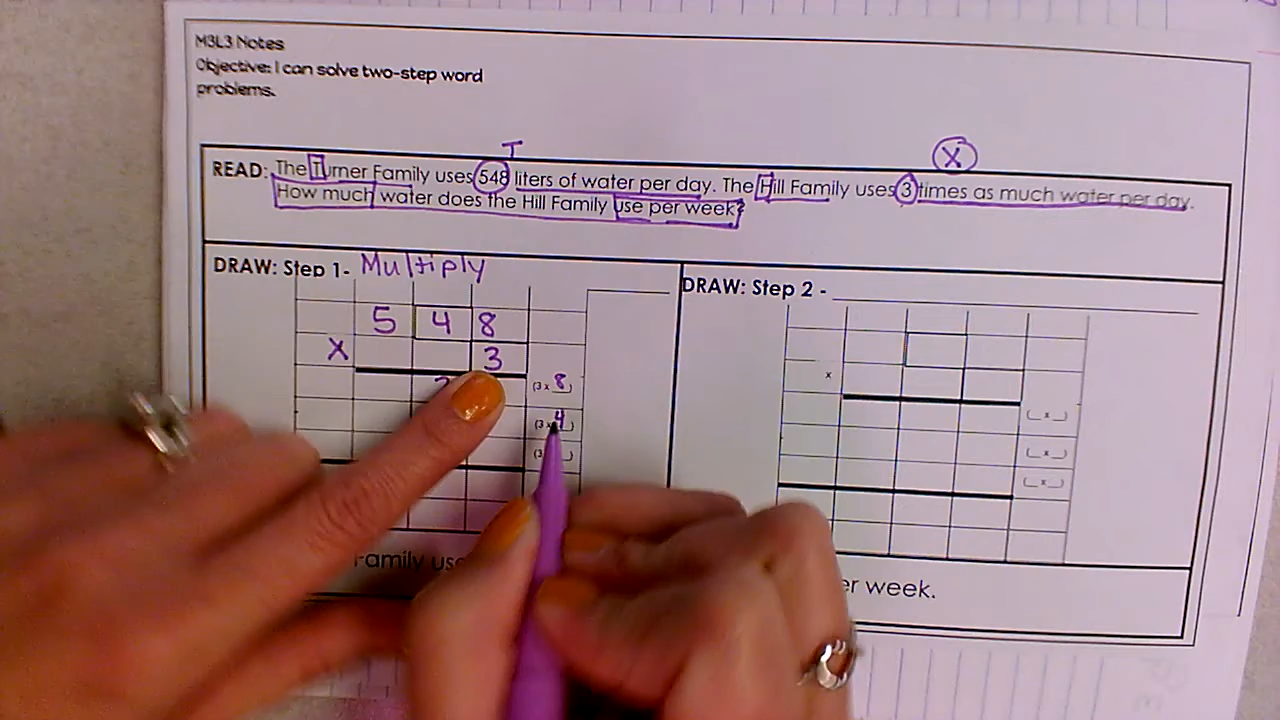 M3L3 Notes
Objective: I can solve two-step word
problems.
T
X
READ: The Turner Family uses 548 liters of water per day. The Hill Family uses 3 times as much water per day.
How much water does the Hill Family use per week?
DRAW: Step 1- Multiply
5 4 8
X 3
(3 x 8)
(3 x 4)
(3
Family
DRAW: Step 2 - ____
x
(_ x _)
(_ x _)
(_ x _)
per week.